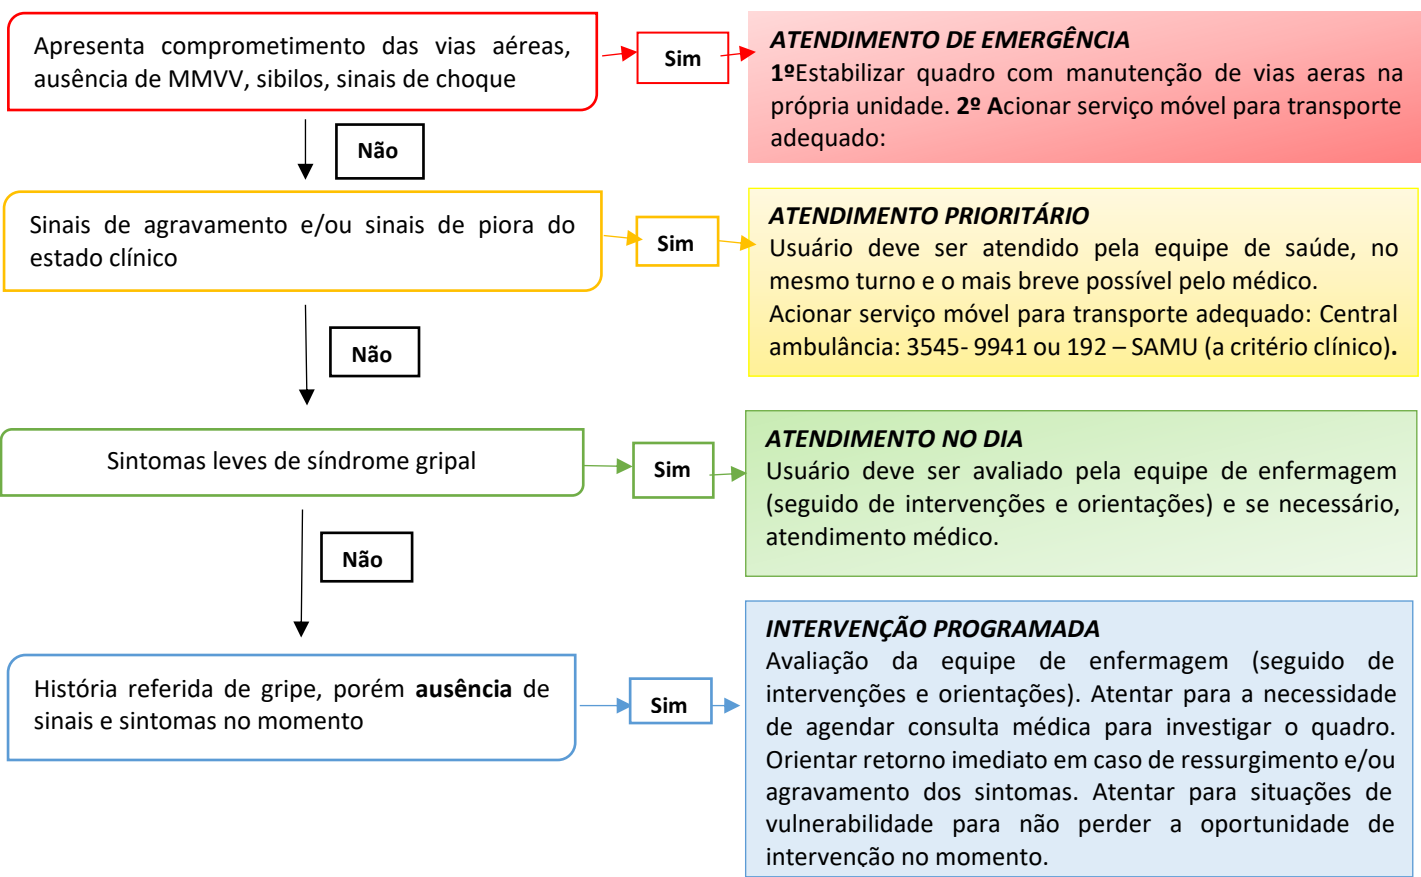 Apresenta comprometimento das vias aéreas,
ausência de MMVV, sibilos, sinais de choque
Sim
ATENDIMENTO DE EMERGÊNCIA
1ºEstabilizar quadro com manutenção de vias aeras na
própria unidade. 2º Acionar serviço móvel para transporte
adequado:
Não
Sinais de agravamento e/ou sinais de piora do
estado clínico
Sim
ATENDIMENTO PRIORITÁRIO
Usuário deve ser atendido pela equipe de saúde, no
mesmo turno e o mais breve possível pelo médico.
Acionar serviço móvel para transporte adequado: Central
ambulância: 3545- 9941 ou 192 – SAMU (a critério clínico).
Não
Sintomas leves de síndrome gripal
Sim
ATENDIMENTO NO DIA
Usuário deve ser avaliado pela equipe de enfermagem
(seguido de intervenções e orientações) e se necessário,
atendimento médico.
Não
História referida de gripe, porém ausência de
sinais e sintomas no momento
Sim
INTERVENÇÃO PROGRAMADA
Avaliação da equipe de enfermagem (seguido de
intervenções e orientações). Atentar para a necessidade
de agendar consulta médica para investigar o quadro.
Orientar retorno imediato em caso de ressurgimento e/ou
agravamento dos sintomas. Atentar para situações de
vulnerabilidade para não perder a oportunidade de
intervenção no momento.